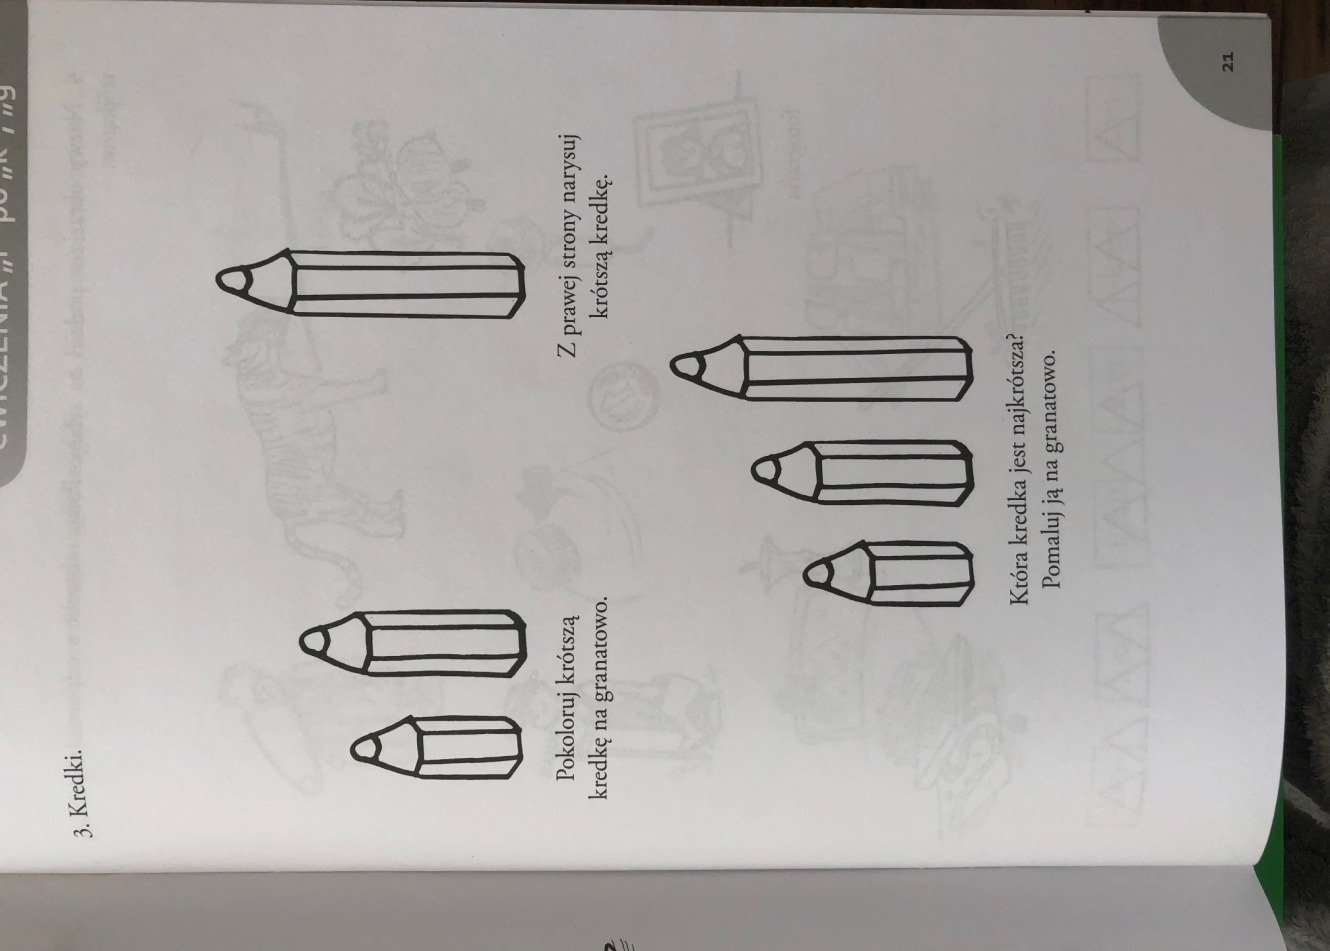 3. Kredki.
Pokoloruj krótszą
kredkę na granatowo.
Z prawej strony narysuj
krótszą kredkę.
Która kredka jest najkrótsza?
Pomaluj ją na granatowo.
21